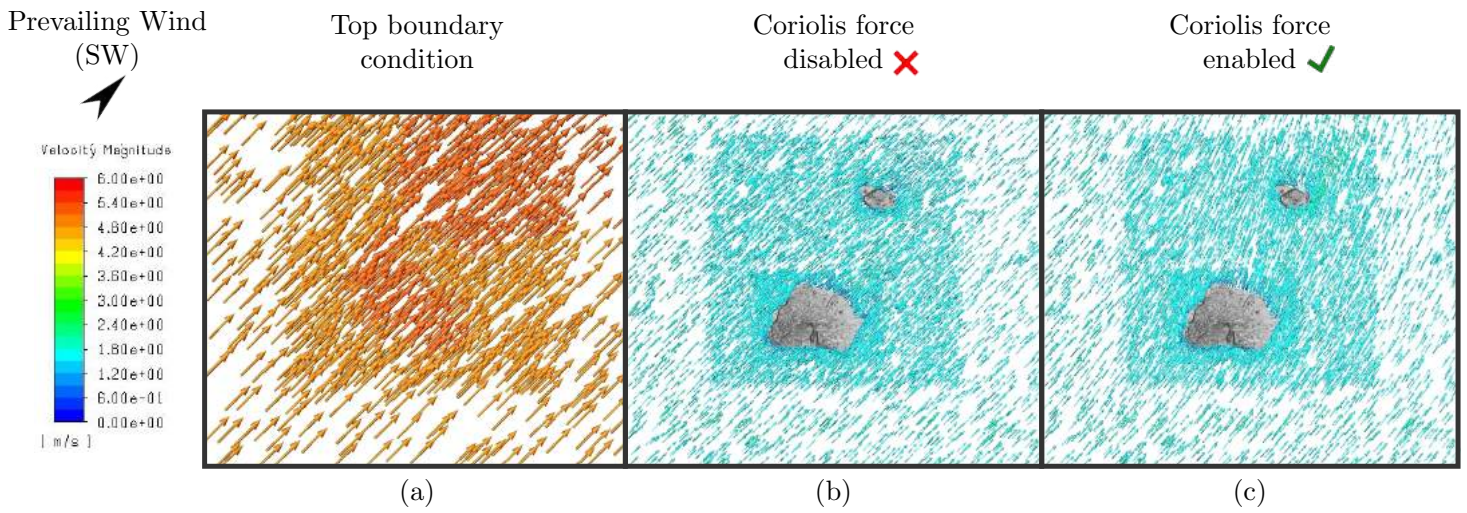 Prevailing Wind
(SW)
Top boundary
condition
Coriolis force
disabled
Coriolis force
enabled
Velocity Magnitude
6.00e+00
5.40e+00
4.80e+00
4.20e+00
3.60e+00
3.00e+00
2.40e+00
1.80e+00
1.20e+00
6.00e-01
0.00e+00
[ m/s ]
(a)
(b)
(c)